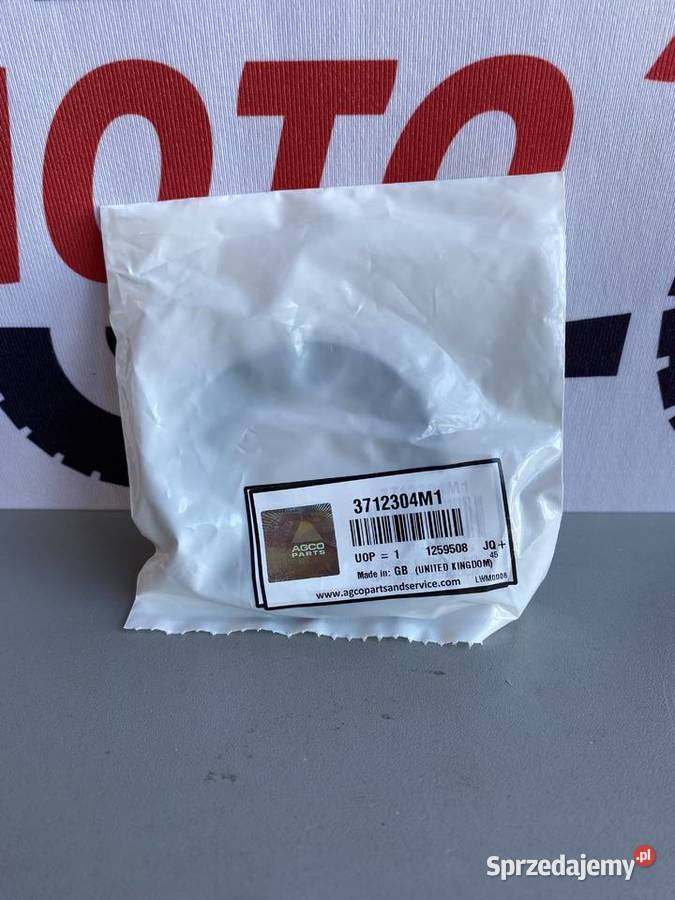 MOTO
3712304M1
AGCO
PARTS
UOP = 1 1259508 JQ+
45
Made in: GB (UNITED KINGDOM)
LWM0006
www.agcopartsandservice.com
Sprzedajemy.pl